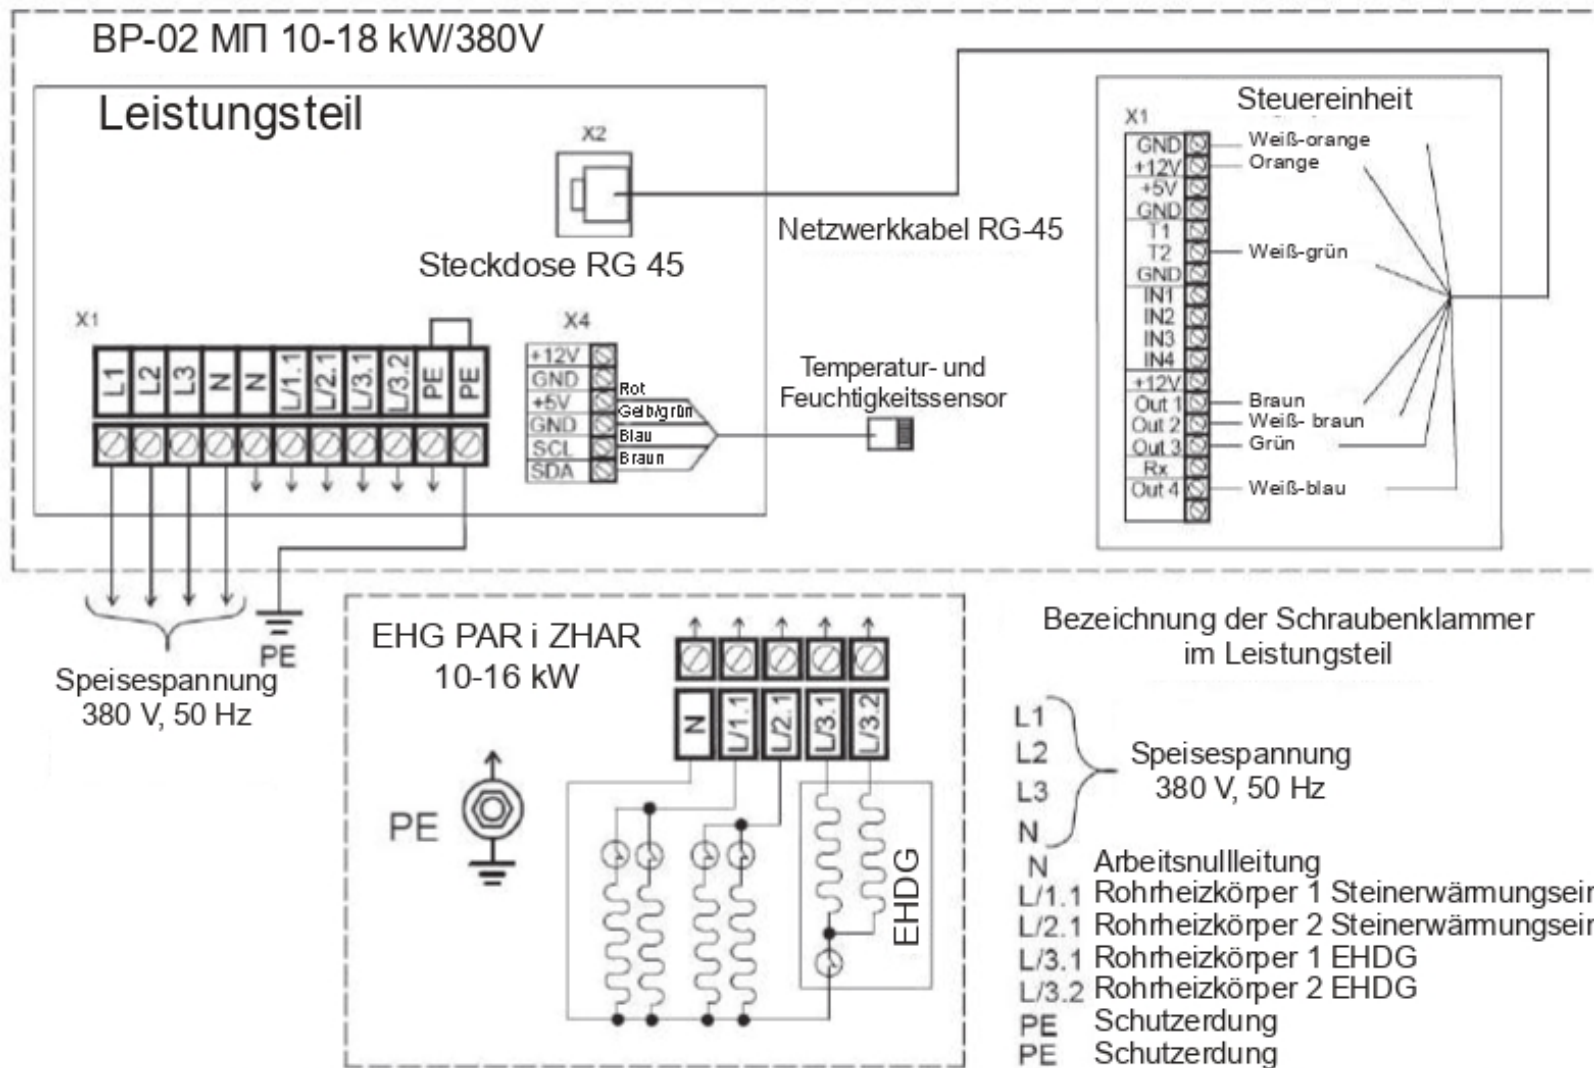 BP-02 МП 10-18 kW/380V
Leistungsteil
X2
Steckdose RG 45
Netzwerkkabel RG-45
X1
L1
L2
L3
N
N
L/1.1
L/2.1
L/3.1
L/3.2
PE
PE
X4
+12V
GND
+5V
GND
SCL
SDA
Rot
Gelb/grün
Blau
Braun
Temperatur- und
Feuchtigkeitssensor
Steuereinheit
X1
GND Weiß-orange
+12V Orange
+5V
GND
T1
T2 Weiß-grün
GND
IN1
IN2
IN3
IN4
+12V
Out 1 Braun
Out 2 Weiß- braun
Out 3 Grün
Rx
Out 4 Weiß-blau
PE
Speisespannung
380 V, 50 Hz
EHG PAR i ZHAR
10-16 kW
N
L/1.1
L/2.1
L/3.1
L/3.2
PE
EHDG
Bezeichnung der Schraubenklammer
im Leistungsteil
L1
L2
L3
N
Speisespannung
380 V, 50 Hz
N Arbeitsnullleitung
L/1.1 Rohrheizkörper 1 Steinerwärmungsein
L/2.1 Rohrheizkörper 2 Steinerwärmungsein
L/3.1 Rohrheizkörper 1 EHDG
L/3.2 Rohrheizkörper 2 EHDG
PE Schutzerdung
PE Schutzerdung